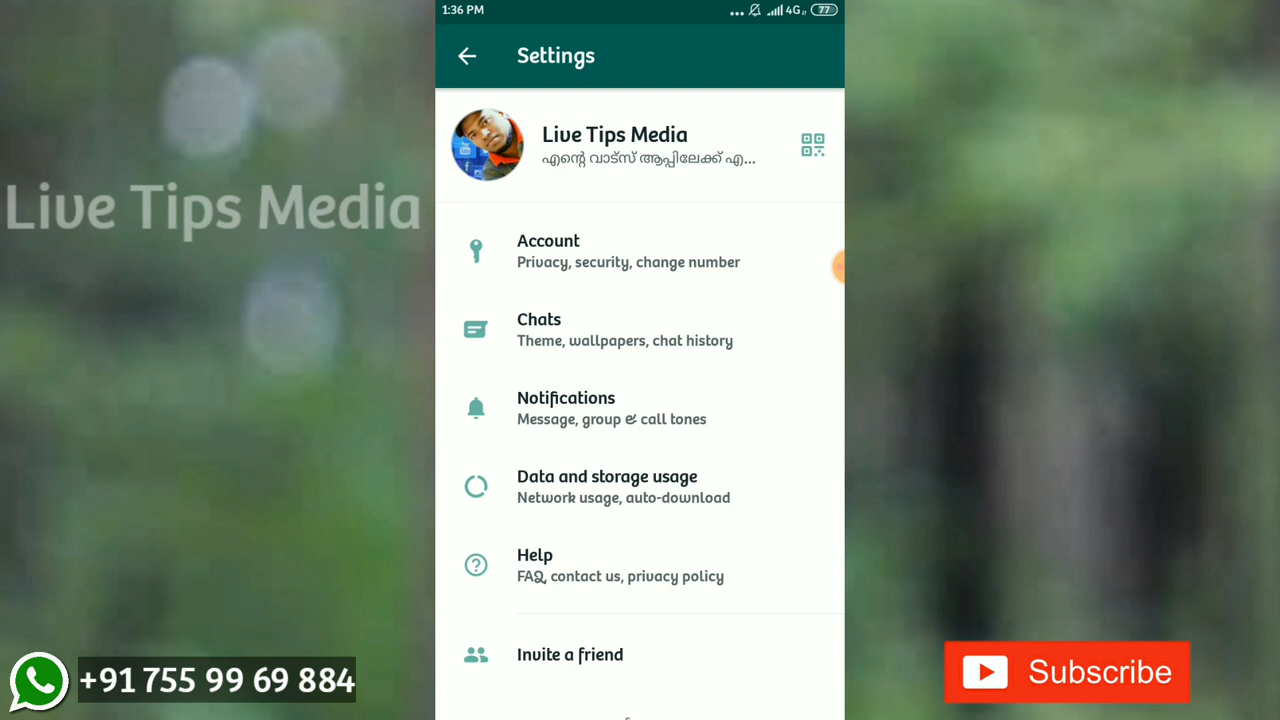 1:36 PM
4G
77
Settings
Live Tips Media
എന്റെ വാട്സ് ആപ്പിലേക്ക് എ...
Live Tips Media
Account
Privacy, security, change number
Chats
Theme, wallpapers, chat history
Notifications
Message, group & call tones
Data and storage usage
Network usage, auto-download
Help
FAQ, contact us, privacy policy
Invite a friend
+91 755 99 69 884
Subscribe